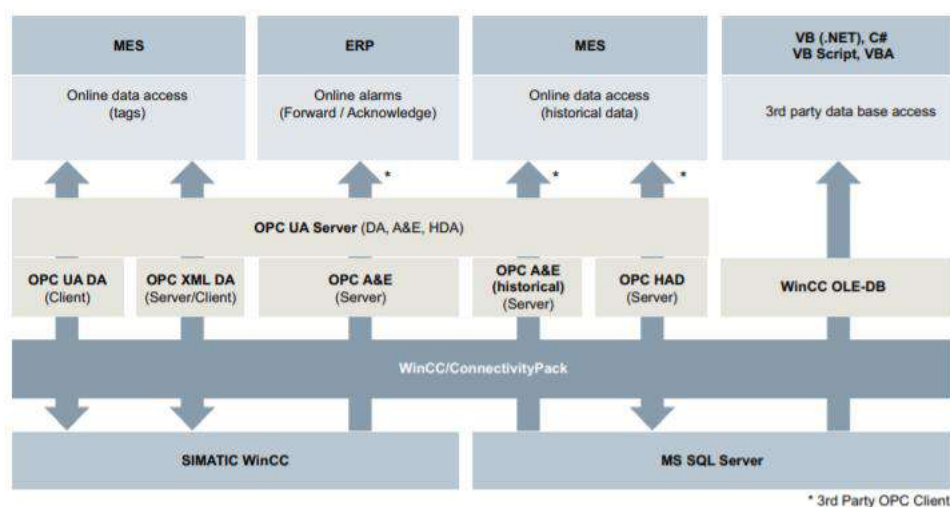 MES
ERP
MES
VB (.NET), C#
VB Script, VBA
Online data access
(tags)
Online alarms
(Forward / Acknowledge)
Online data access
(historical data)
3rd party data base access
*
*
*
OPC UA Server (DA, A&E, HDA)
OPC UA DA
(Client)
OPC XML DA
(Server/Client)
OPC A&E
(Server)
OPC A&E
(historical)
(Server)
OPC HAD
(Server)
WinCC OLE-DB
WinCC/ConnectivityPack
SIMATIC WinCC
MS SQL Server
* 3rd Party OPC Client